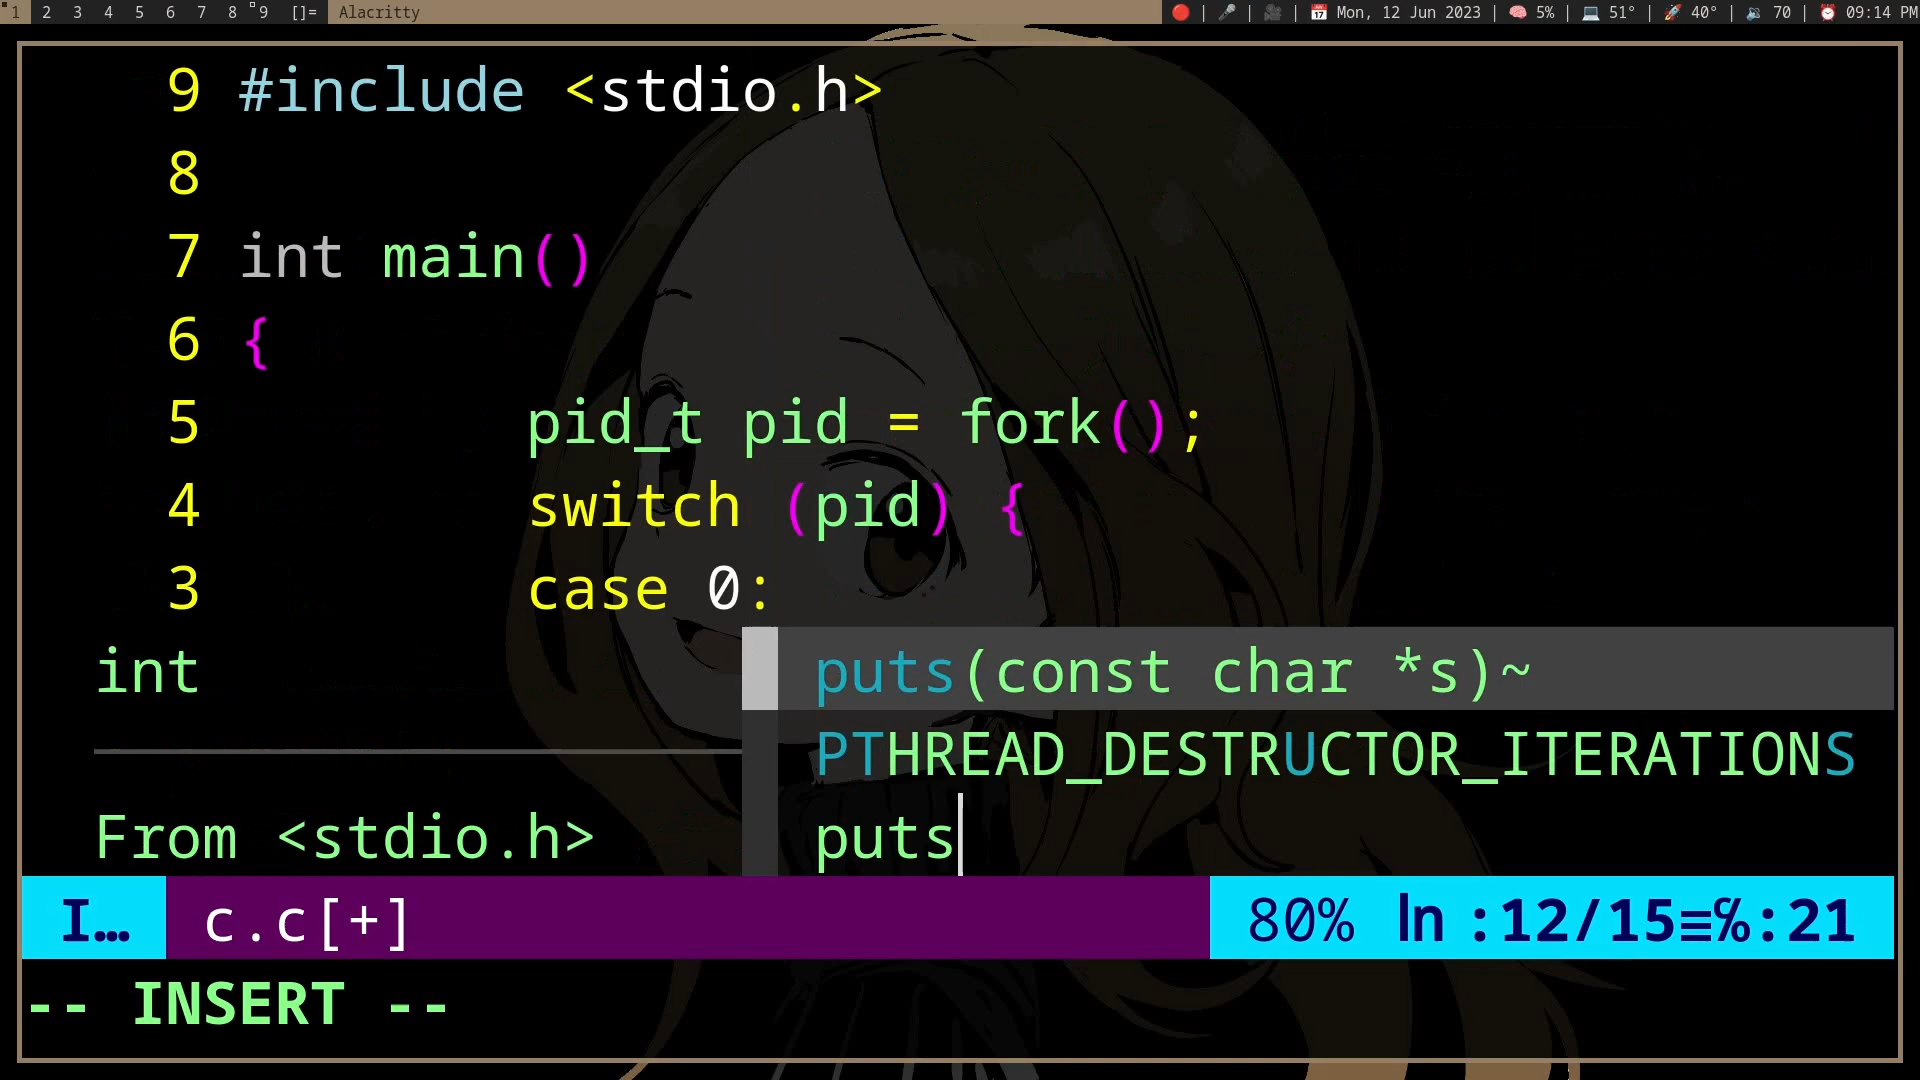 1 2 3 4 5 6 7 8 9 []= Alacritty | | | Mon, 12 Jun 2023 | 5% | 51° | 40° | 70 | 09:14 PM
9 #include <stdio.h>
8
7 int main()
6 {
5 pid_t pid = fork();
4 switch (pid) {
3 case 0:
int puts(const char *s)~
PTHREAD_DESTRUCTOR_ITERATIONS
From <stdio.h> puts
I… c.c[+] 80% ln :12/15≡℅:21
-- INSERT --